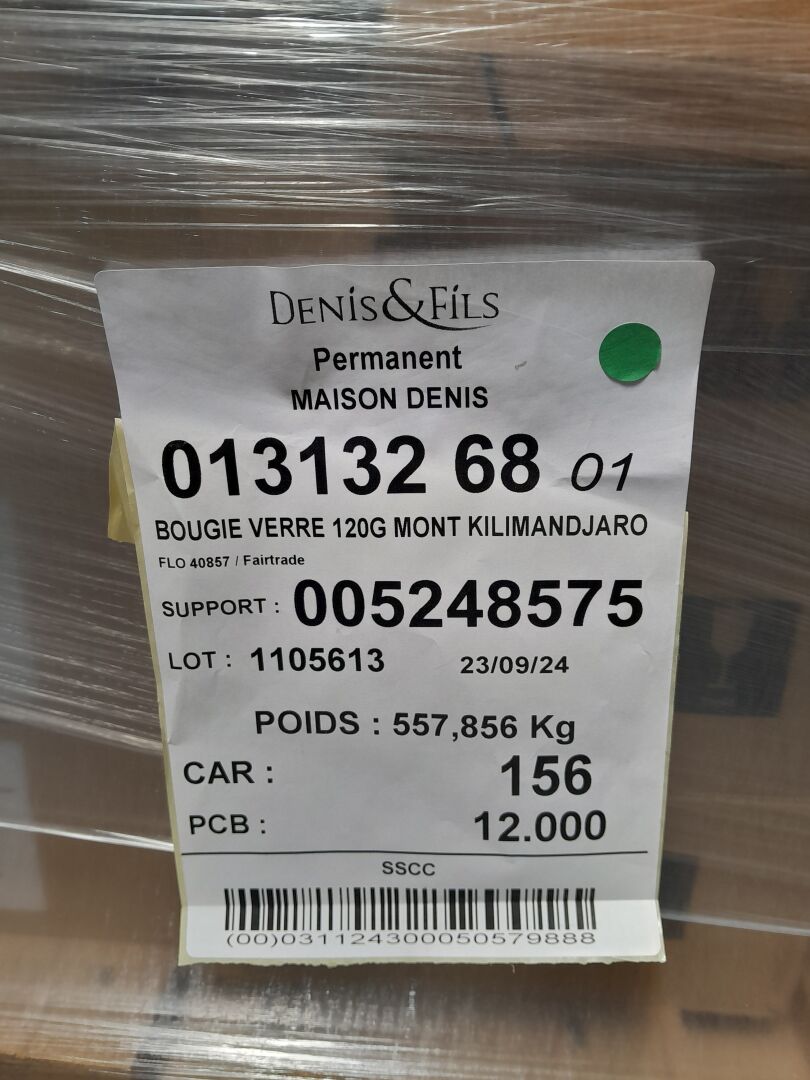 DENIS&FILS
Permanent
MAISON DENIS
013132 68 01
BOUGIE VERRE 120G MONT KILIMANDJARO
FLO 40857 / Fairtrade
SUPPORT : 005248575
LOT : 1105613 23/09/24
POIDS : 557,856 Kg
CAR : 156
PCB : 12.000
SSCC
(00)031124300050579888